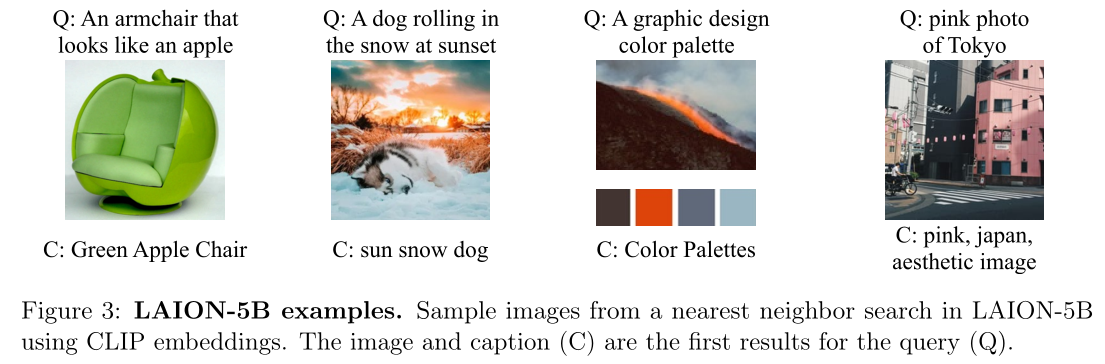 Q: An armchair that
looks like an apple
C: Green Apple Chair
Q: A dog rolling in
the snow at sunset
C: sun snow dog
Q: A graphic design
color palette
C: Color Palettes
Q: pink photo
of Tokyo
C: pink, japan,
aesthetic image
Figure 3: LAION-5B examples. Sample images from a nearest neighbor search in LAION-5B
using CLIP embeddings. The image and caption (C) are the first results for the query (Q).